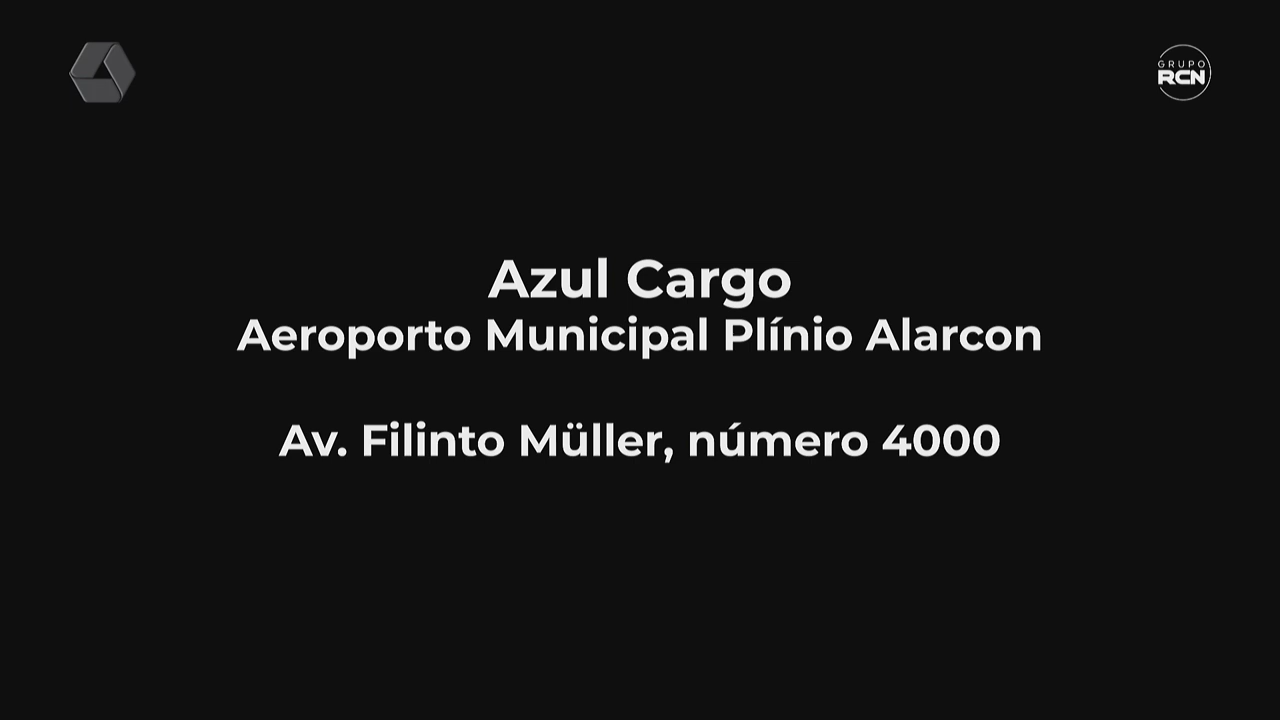 GRUPO
RCN
Azul Cargo
Aeroporto Municipal Plínio Alarcon
Av. Filinto Müller, número 4000